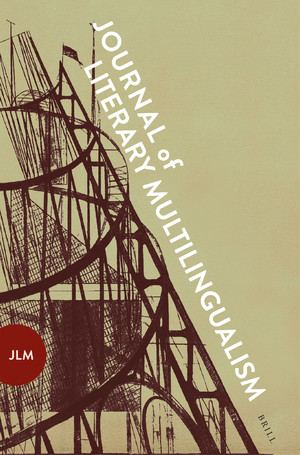 JOURNAL of
LITERARY MULTILINGUALISM
JLM
BRILL